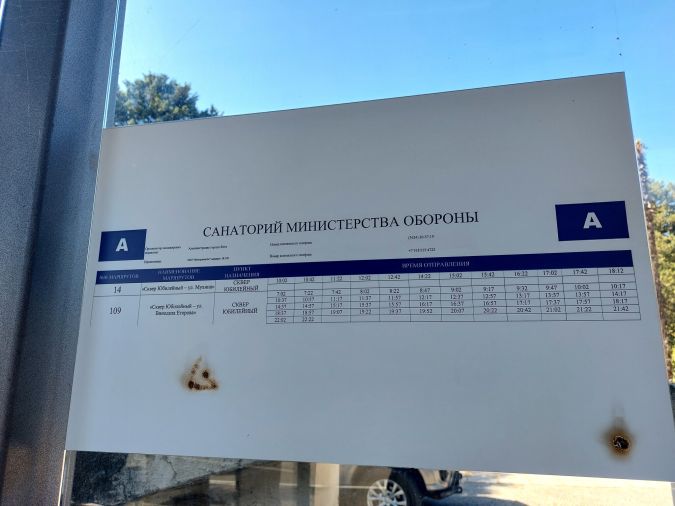 САНАТОРИЙ МИНИСТЕРСТВА ОБОРОНЫ
А
А
ВРЕМЯ ОТПРАВЛЕНИЯ
№№ МАРШРУТОВ НАИМЕНОВАНИЕ МАРШРУТОВ ПУНКТ НАЗНАЧЕНИЯ
14 «Сквер Юбилейный – ул. СКВЕР ЮБИЛЕЙНЫЙ 10:02 10:42 11:22 12:02 12:42 14:22 15:02 15:42 16:22 17:02 17:42 18:12
109 «Сквер Юбилейный – ул. СКВЕР ЮБИЛЕЙНЫЙ
7:02 7:22 7:42 8:02 8:22 8:47 9:02 9:17 9:32 9:47 10:02 10:17
10:37 10:57 11:17 11:37 11:57 12:17 12:37 12:57 13:17 13:37 13:57 14:17
14:37 14:57 15:17 15:37 15:57 16:17 16:37 16:57 17:17 17:37 17:57 18:17
18:37 18:57 19:07 19:22 19:37 19:52 20:07 20:22 20:42 21:02 21:22 21:42
22:02 22:22